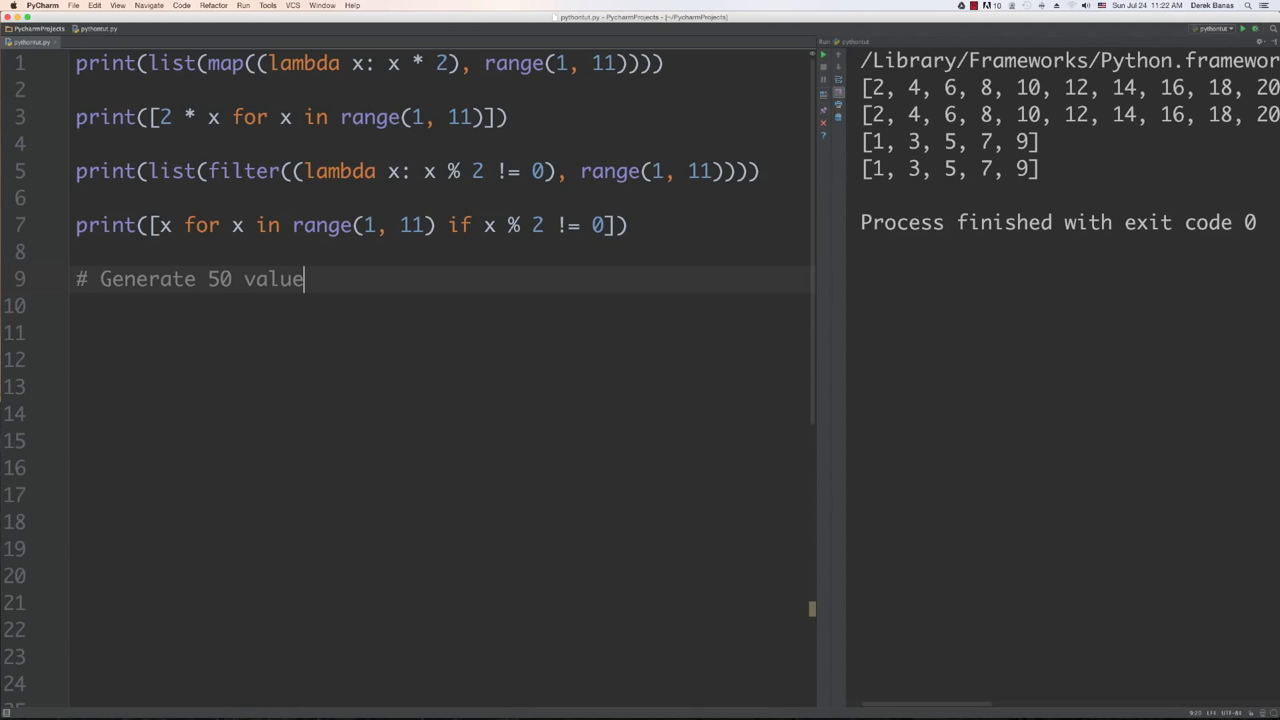 PyCharm File Edit View Navigate Code Refactor Run Tools VCS Window Help 10 Sun Jul 24 11:22 AM Derek Banas
pythontut.py - PycharmProjects - [~/PycharmProjects]
PycharmProjects pythontut.py pythontut
pythontut.py Run: pythontut
1 print(list(map((lambda x: x * 2), range(1, 11))))
2
3 print([2 * x for x in range(1, 11)])
4
5 print(list(filter((lambda x: x % 2 != 0), range(1, 11))))
6
7 print([x for x in range(1, 11) if x % 2 != 0])
8
9 # Generate 50 value
10
11
12
13
14
15
16
17
18
19
20
21
22
23
24
/Library/Frameworks/Python.framewor
[2, 4, 6, 8, 10, 12, 14, 16, 18, 20
[2, 4, 6, 8, 10, 12, 14, 16, 18, 20
[1, 3, 5, 7, 9]
[1, 3, 5, 7, 9]
Process finished with exit code 0
9:20 LF÷ UTF-8÷